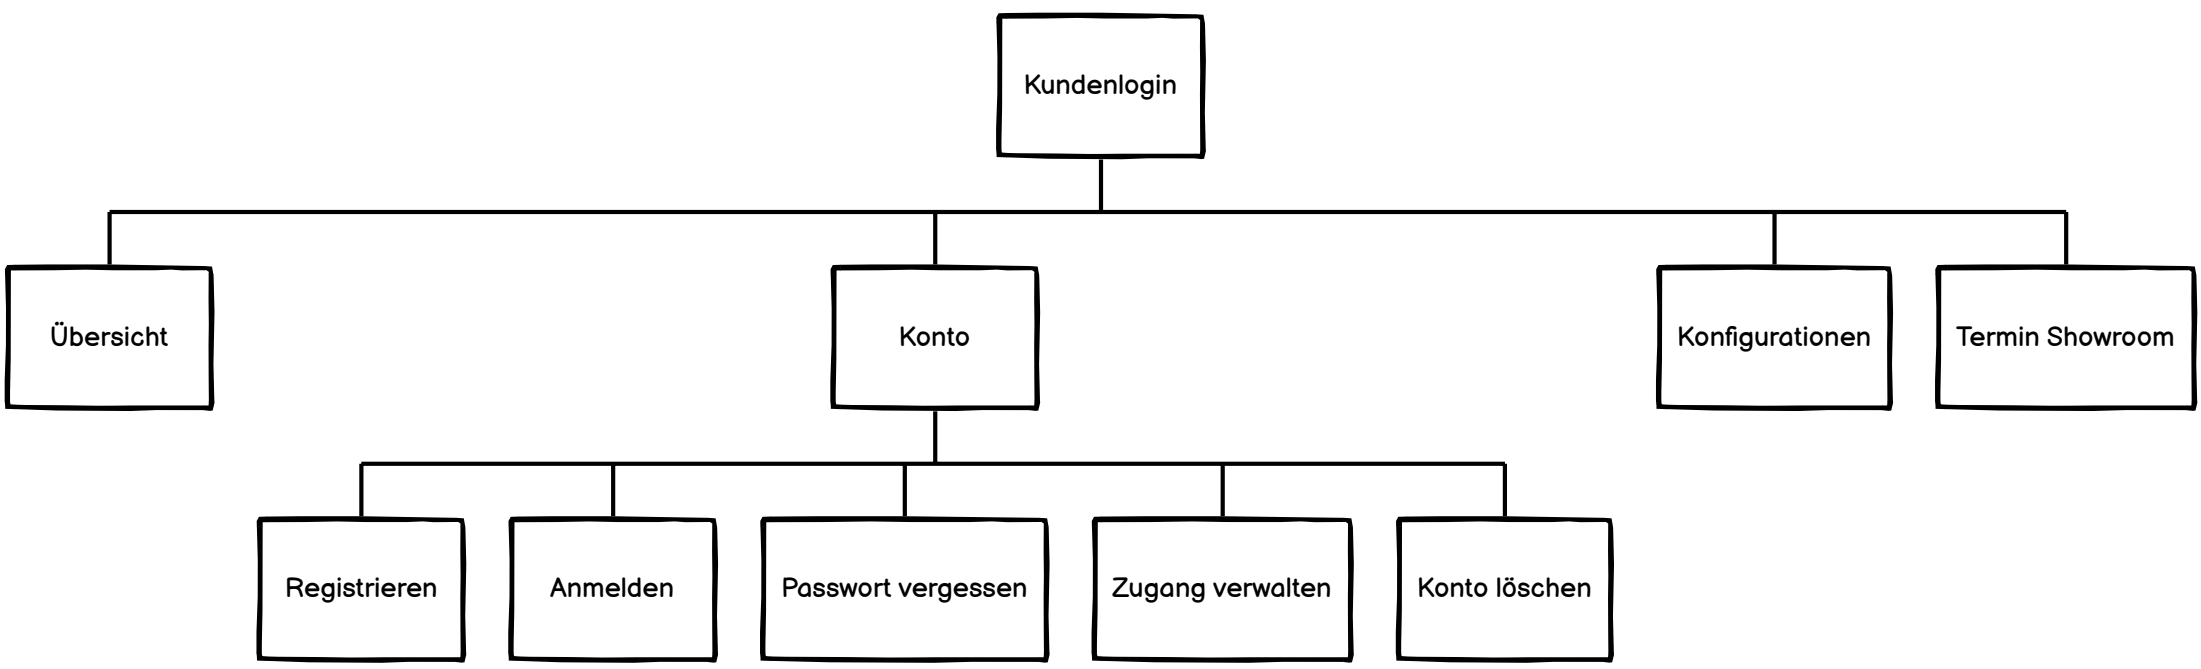 Kundenlogin
Übersicht
Konto
Konfigurationen
Termin Showroom
Registrieren
Anmelden
Passwort vergessen
Zugang verwalten
Konto löschen